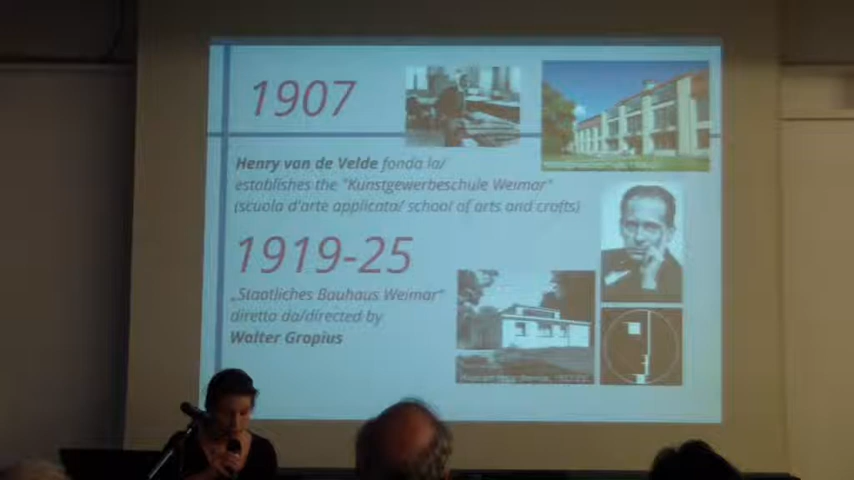 1907
Henry van de Velde fonda la/
establishes the "Kunstgewerbeschule Weimar"
(scuola d'arte applicata/ school of arts and crafts)
1919-25
„Staatliches Bauhaus Weimar"
diretto da/directed by
Walter Gropius